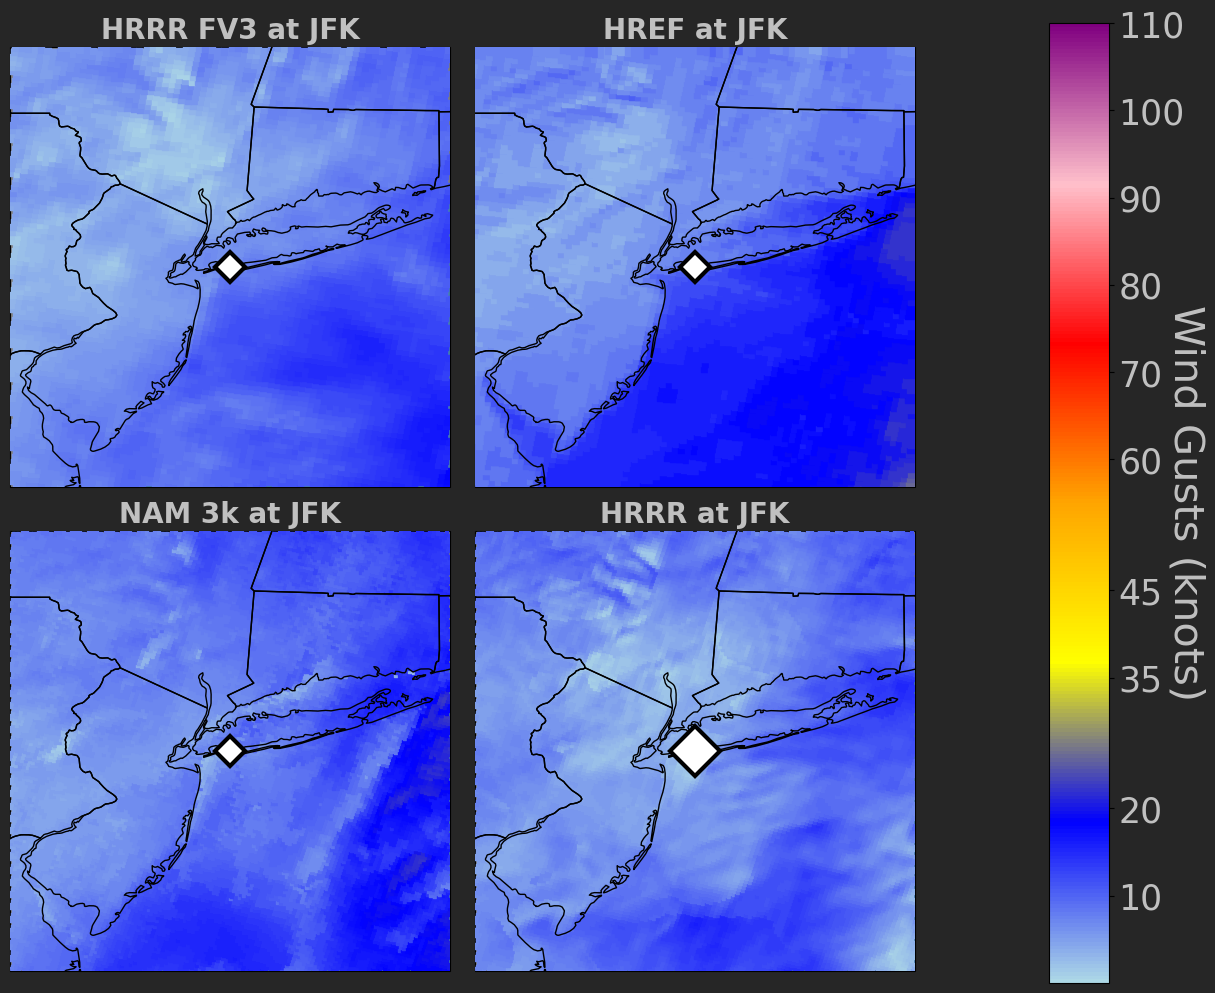 HRRR FV3 at JFK
HREF at JFK
NAM 3k at JFK
HRRR at JFK
110
100
90
80
70
60
45
35
20
10
Wind Gusts (knots)